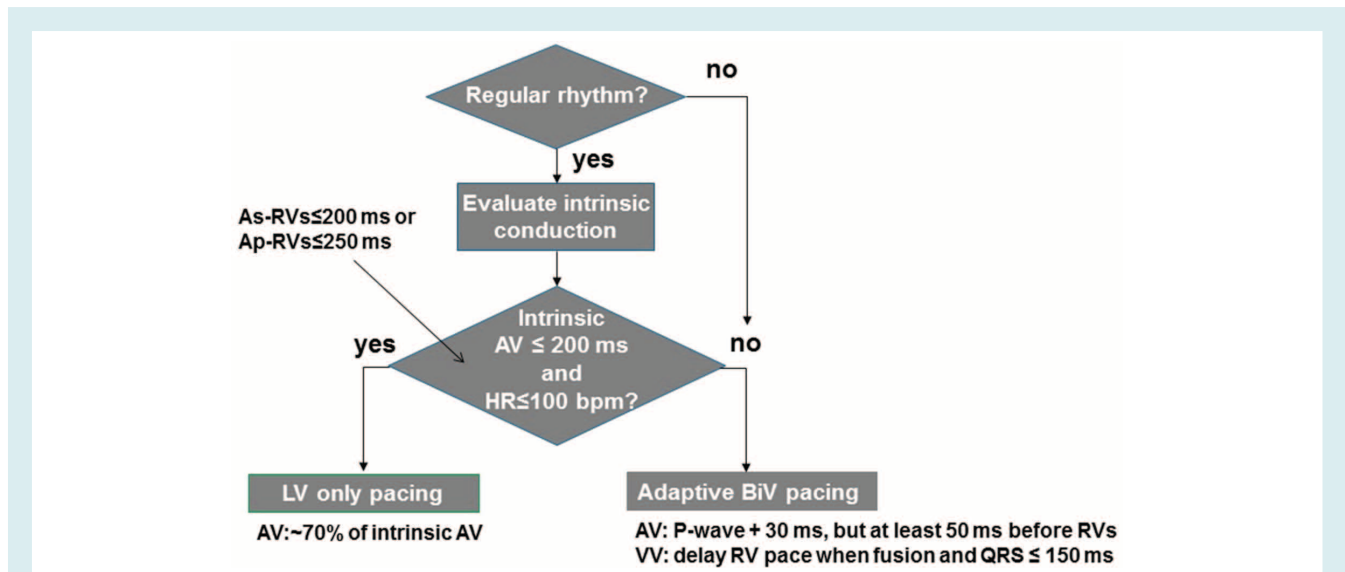 Regular rhythm?
no
yes
Evaluate intrinsic
conduction
As-RVs≤200 ms or
Ap-RVs≤250 ms
Intrinsic
AV ≤ 200 ms
and
HR≤100 bpm?
yes
no
LV only pacing
AV:~70% of intrinsic AV
Adaptive BiV pacing
AV: P-wave + 30 ms, but at least 50 ms before RVs
VV: delay RV pace when fusion and QRS ≤ 150 ms